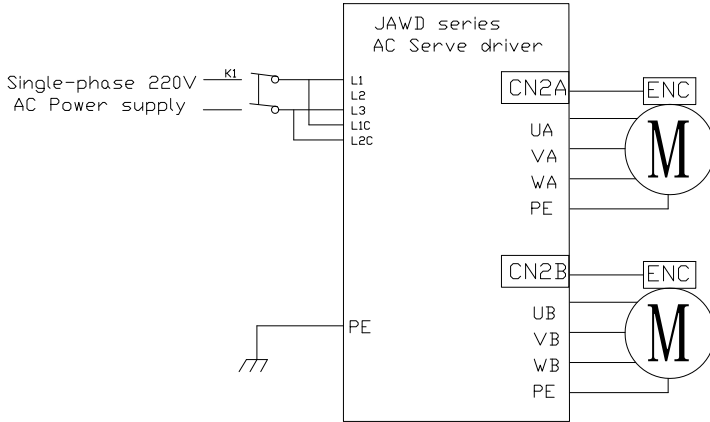 JAWD series
AC Serve driver
Single-phase 220V
AC Power supply
K1
L1
L2
L3
L1C
L2C
PE
CN2A
ENC
UA
VA
WA
PE
M
CN2B
ENC
UB
VB
WB
PE
M